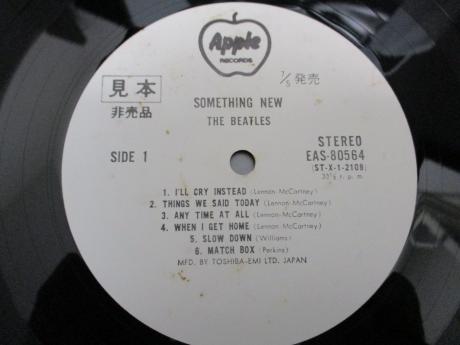 Apple
RECORDS
7/5 発売
見本
非売品
SOMETHING NEW
THE BEATLES
SIDE 1
STEREO
EAS-80564
(ST-X-1-2108)
33⅓ r.p.m.
1. I'LL CRY INSTEAD (Lennon-McCartney)
2. THINGS WE SAID TODAY (Lennon-McCartney)
3. ANY TIME AT ALL (Lennon-McCartney)
4. WHEN I GET HOME (Lennon-McCartney)
5. SLOW DOWN (Williams)
6. MATCH BOX (Perkins)
MFD. BY TOSHIBA-EMI LTD. JAPAN